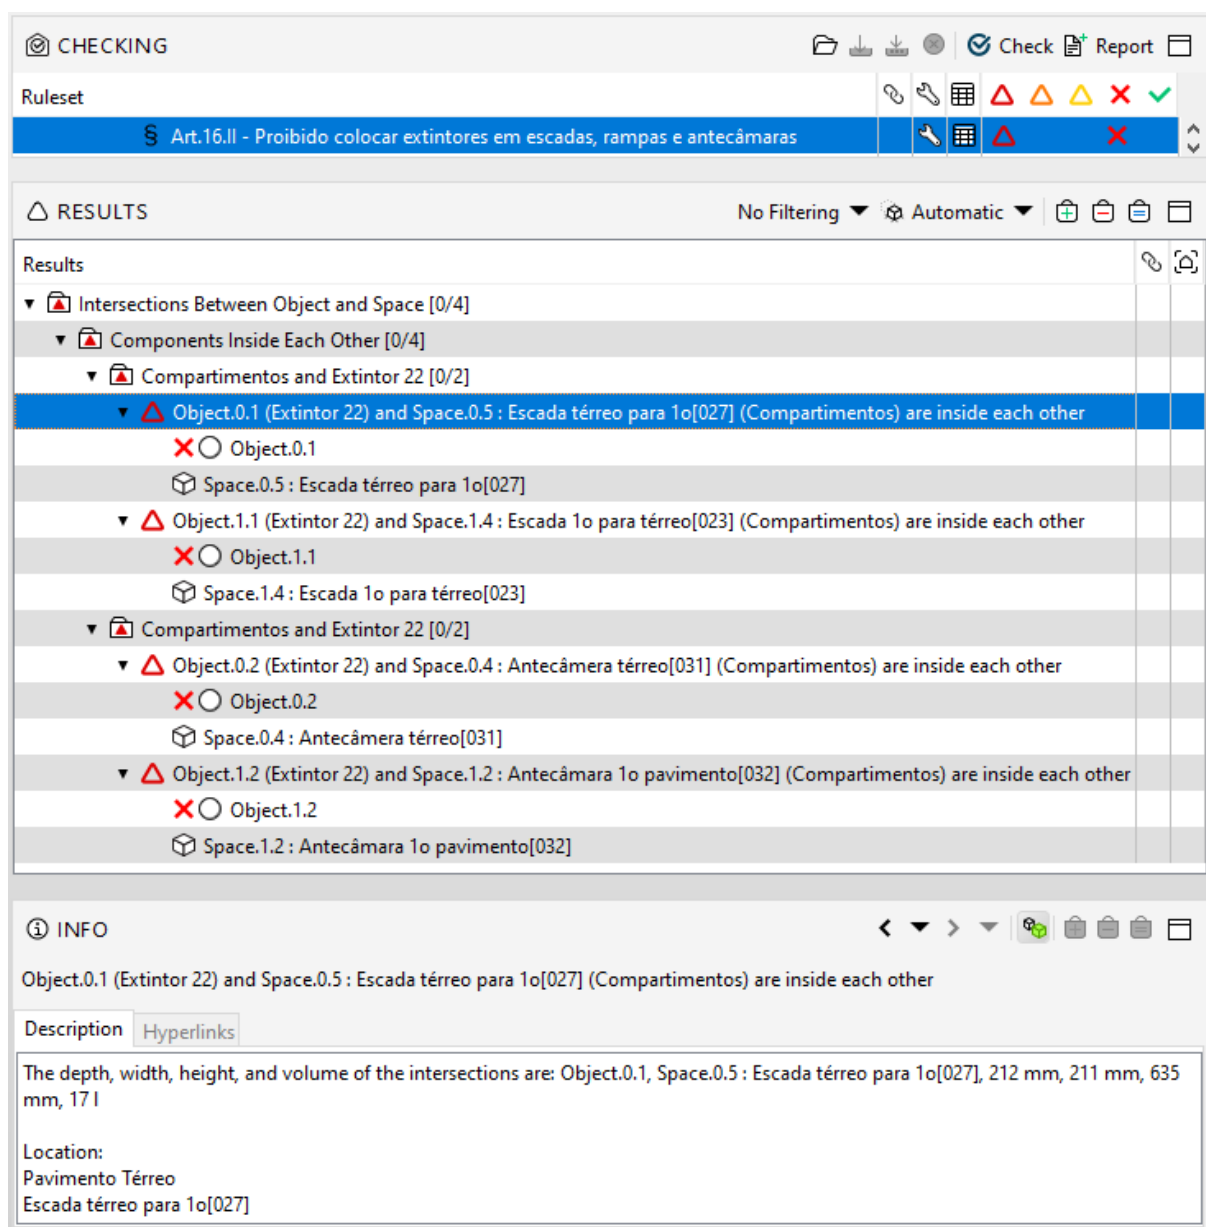 CHECKING
Check Report
Ruleset
§ Art.16.II - Proibido colocar extintores em escadas, rampas e antecâmaras
RESULTS
No Filtering Automatic
Results
Intersections Between Object and Space [0/4]
Components Inside Each Other [0/4]
Compartimentos and Extintor 22 [0/2]
Object.0.1 (Extintor 22) and Space.0.5 : Escada térreo para 1o[027] (Compartimentos) are inside each other
Object.0.1
Space.0.5 : Escada térreo para 1o[027]
Object.1.1 (Extintor 22) and Space.1.4 : Escada 1o para térreo[023] (Compartimentos) are inside each other
Object.1.1
Space.1.4 : Escada 1o para térreo[023]
Compartimentos and Extintor 22 [0/2]
Object.0.2 (Extintor 22) and Space.0.4 : Antecâmera térreo[031] (Compartimentos) are inside each other
Object.0.2
Space.0.4 : Antecâmera térreo[031]
Object.1.2 (Extintor 22) and Space.1.2 : Antecâmara 1o pavimento[032] (Compartimentos) are inside each other
Object.1.2
Space.1.2 : Antecâmara 1o pavimento[032]
INFO
Object.0.1 (Extintor 22) and Space.0.5 : Escada térreo para 1o[027] (Compartimentos) are inside each other
Description Hyperlinks
The depth, width, height, and volume of the intersections are: Object.0.1, Space.0.5 : Escada térreo para 1o[027], 212 mm, 211 mm, 635
mm, 17 l
Location:
Pavimento Térreo
Escada térreo para 1o[027]